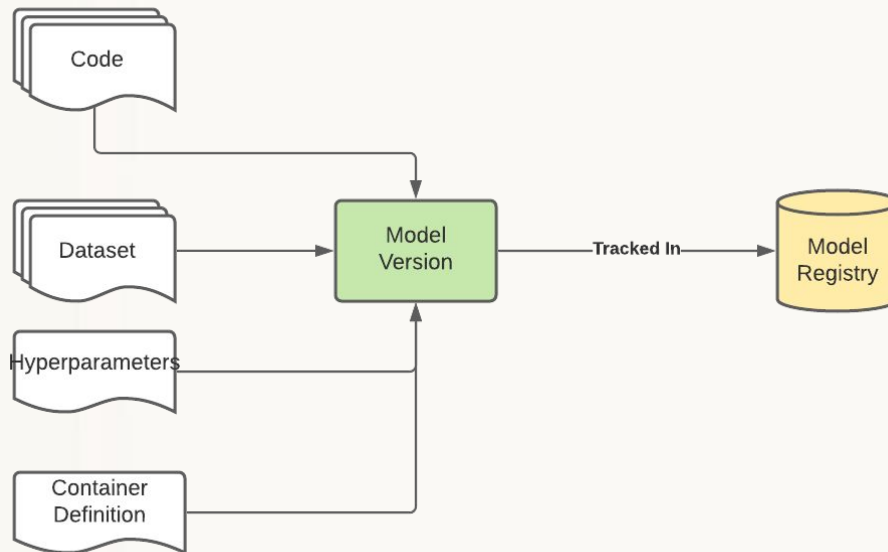 Code
Dataset
Model
Version
Tracked In
Model
Registry
Hyperparameters
Container
Definition